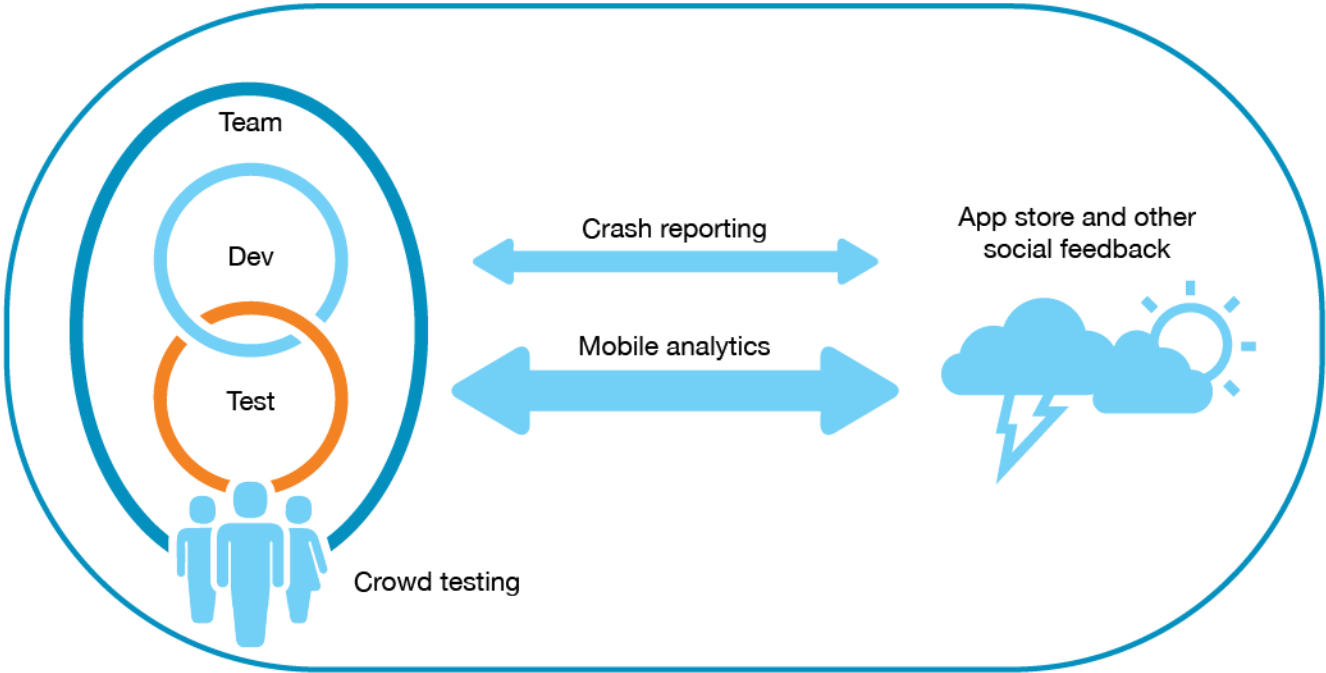 Team
Dev
Test
Crowd testing
Crash reporting
Mobile analytics
App store and other
social feedback